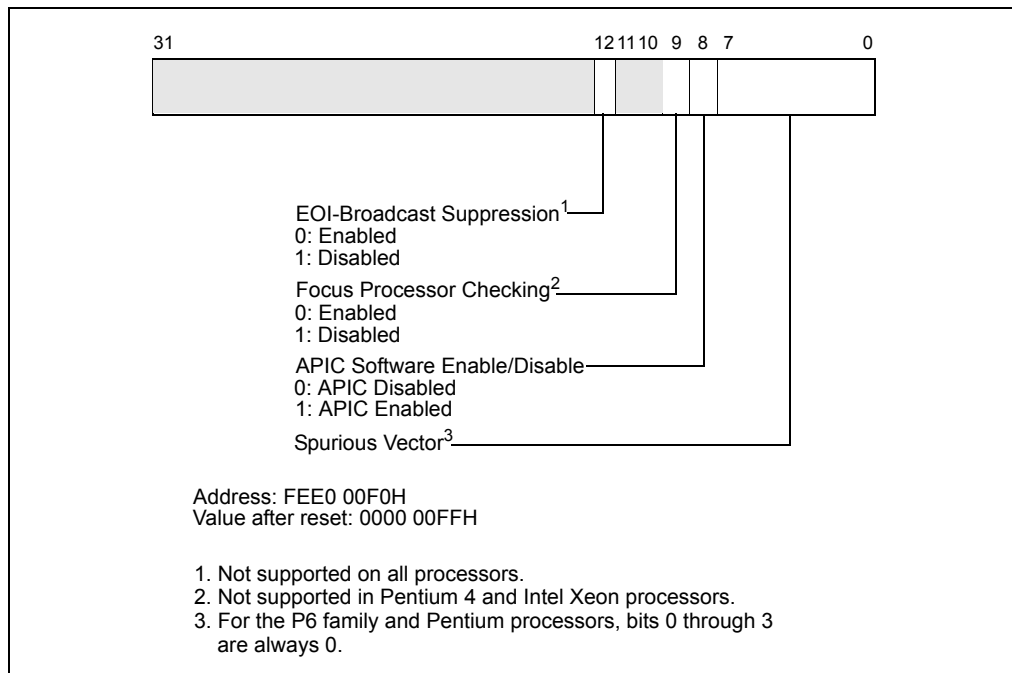 31 12 11 10 9 8 7 0
EOI-Broadcast Suppression1
0: Enabled
1: Disabled
Focus Processor Checking2
0: Enabled
1: Disabled
APIC Software Enable/Disable
0: APIC Disabled
1: APIC Enabled
Spurious Vector3
Address: FEE0 00F0H
Value after reset: 0000 00FFH
1. Not supported on all processors.
2. Not supported in Pentium 4 and Intel Xeon processors.
3. For the P6 family and Pentium processors, bits 0 through 3
are always 0.